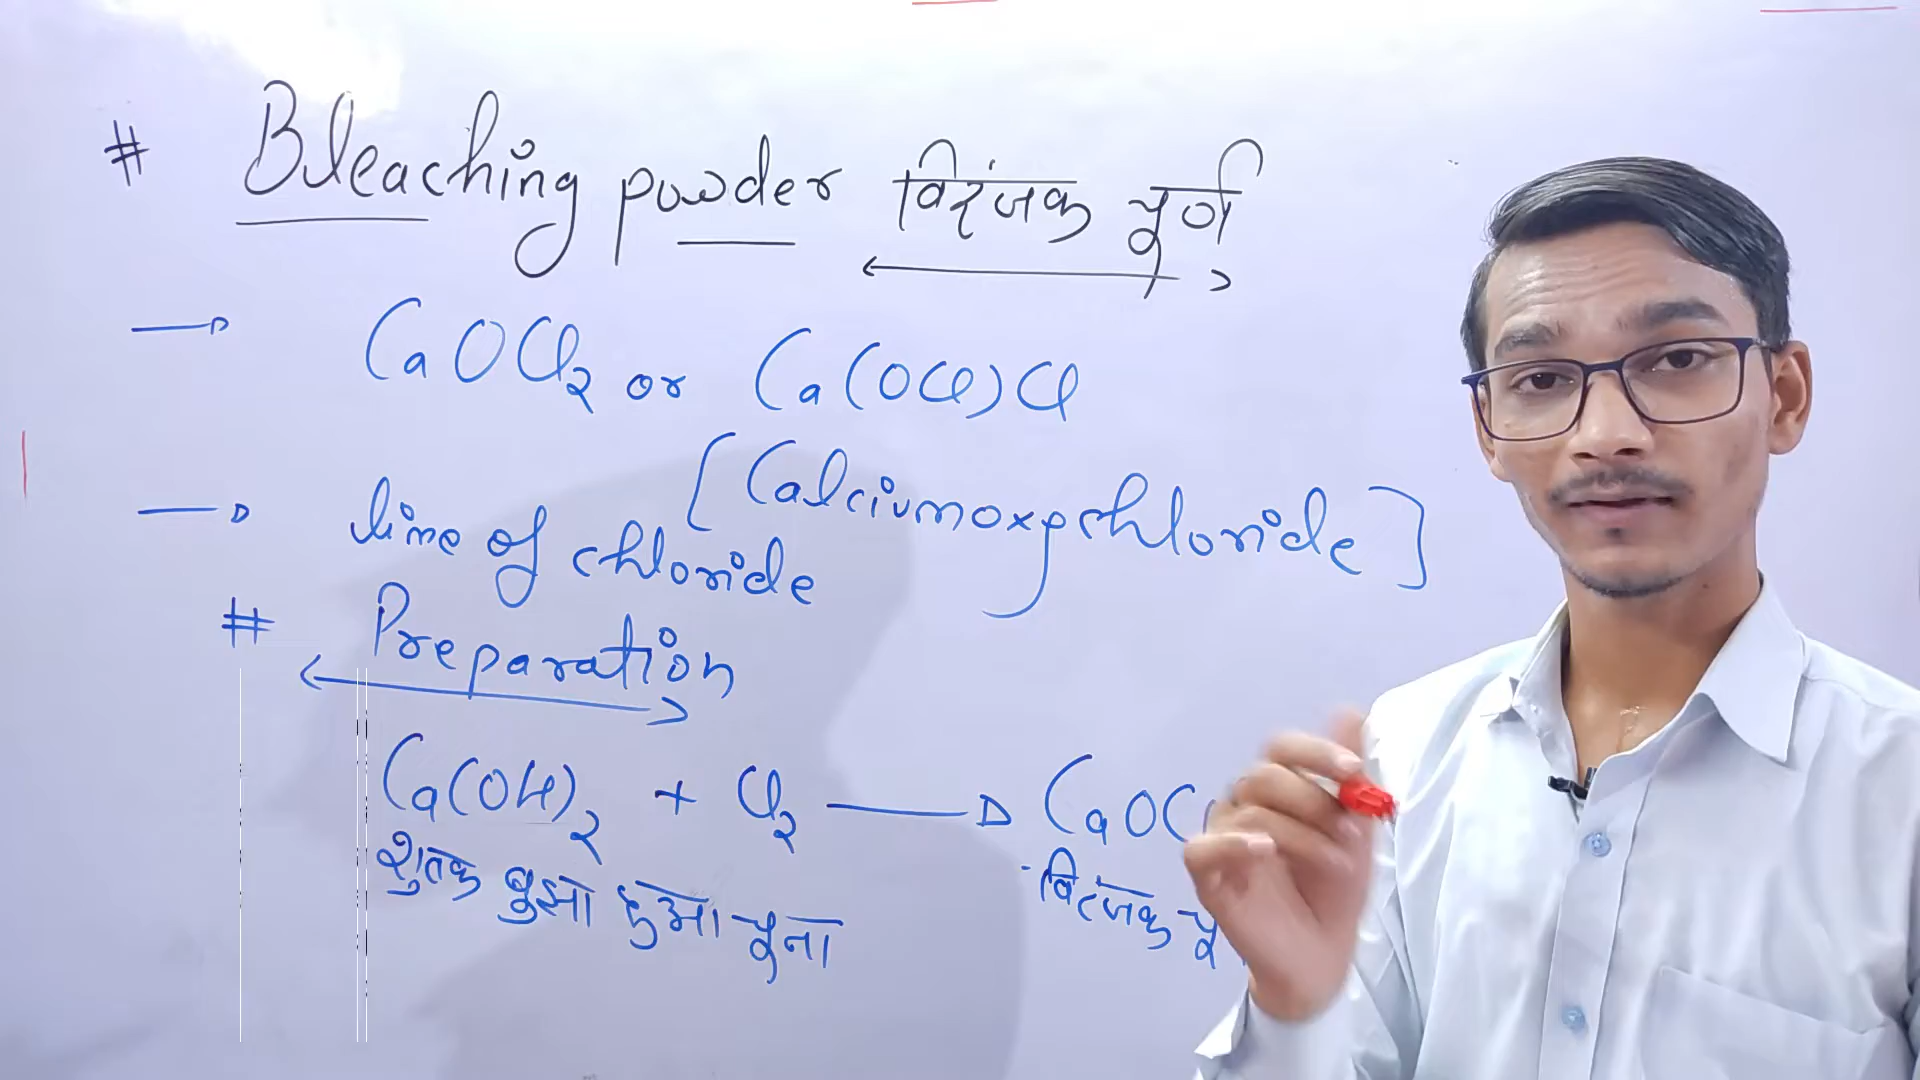 # Bleaching powder विरंजक चूर्ण
→ CaOCl₂ or Ca(OCl)Cl
[Calciumoxychloride]
→ lime of chloride
# Preparation
Ca(OH)₂ + Cl₂ → CaOC
शुतक बुझा हुआ चूना
विरंजक चू